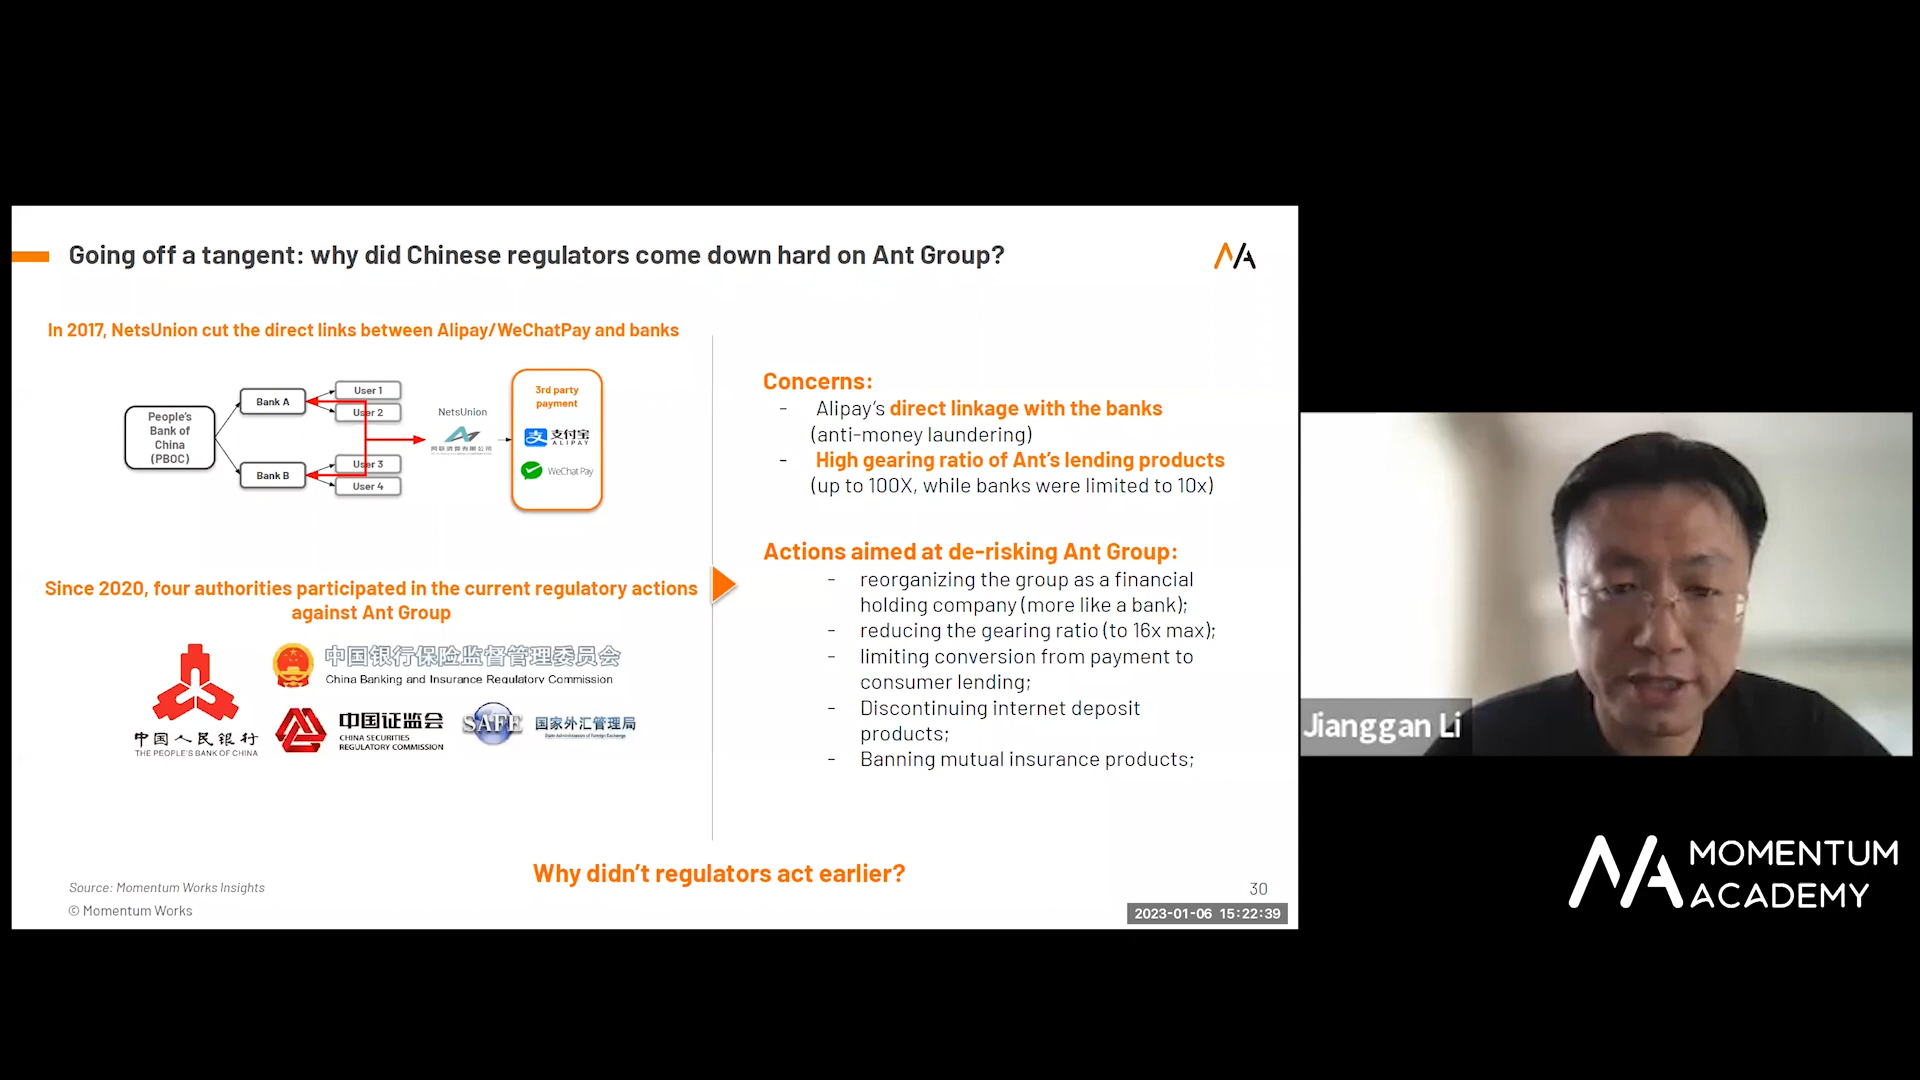 Going off a tangent: why did Chinese regulators come down hard on Ant Group?
In 2017, NetsUnion cut the direct links between Alipay/WeChatPay and banks
People's
Bank of
China
(PBOC)
Bank A
Bank B
User 1
User 2
User 3
User 4
NetsUnion
3rd party
payment
支付宝
ALIPAY
WeChat Pay
Since 2020, four authorities participated in the current regulatory actions
against Ant Group
中国人民银行
THE PEOPLE'S BANK OF CHINA
中国银行保险监督管理委员会
China Banking and Insurance Regulatory Commission
中国证监会
CHINA SECURITIES
REGULATORY COMMISSION
SAFE
国家外汇管理局
State Administration of Foreign Exchange
Concerns:
- Alipay's direct linkage with the banks
(anti-money laundering)
- High gearing ratio of Ant's lending products
(up to 100X, while banks were limited to 10x)
Actions aimed at de-risking Ant Group:
- reorganizing the group as a financial
holding company (more like a bank);
- reducing the gearing ratio (to 16x max);
- limiting conversion from payment to
consumer lending;
- Discontinuing internet deposit
products;
- Banning mutual insurance products;
Why didn't regulators act earlier?
Source: Momentum Works Insights
© Momentum Works
30
2023-01-06 15:22:39
Jianggan Li
MOMENTUM
ACADEMY